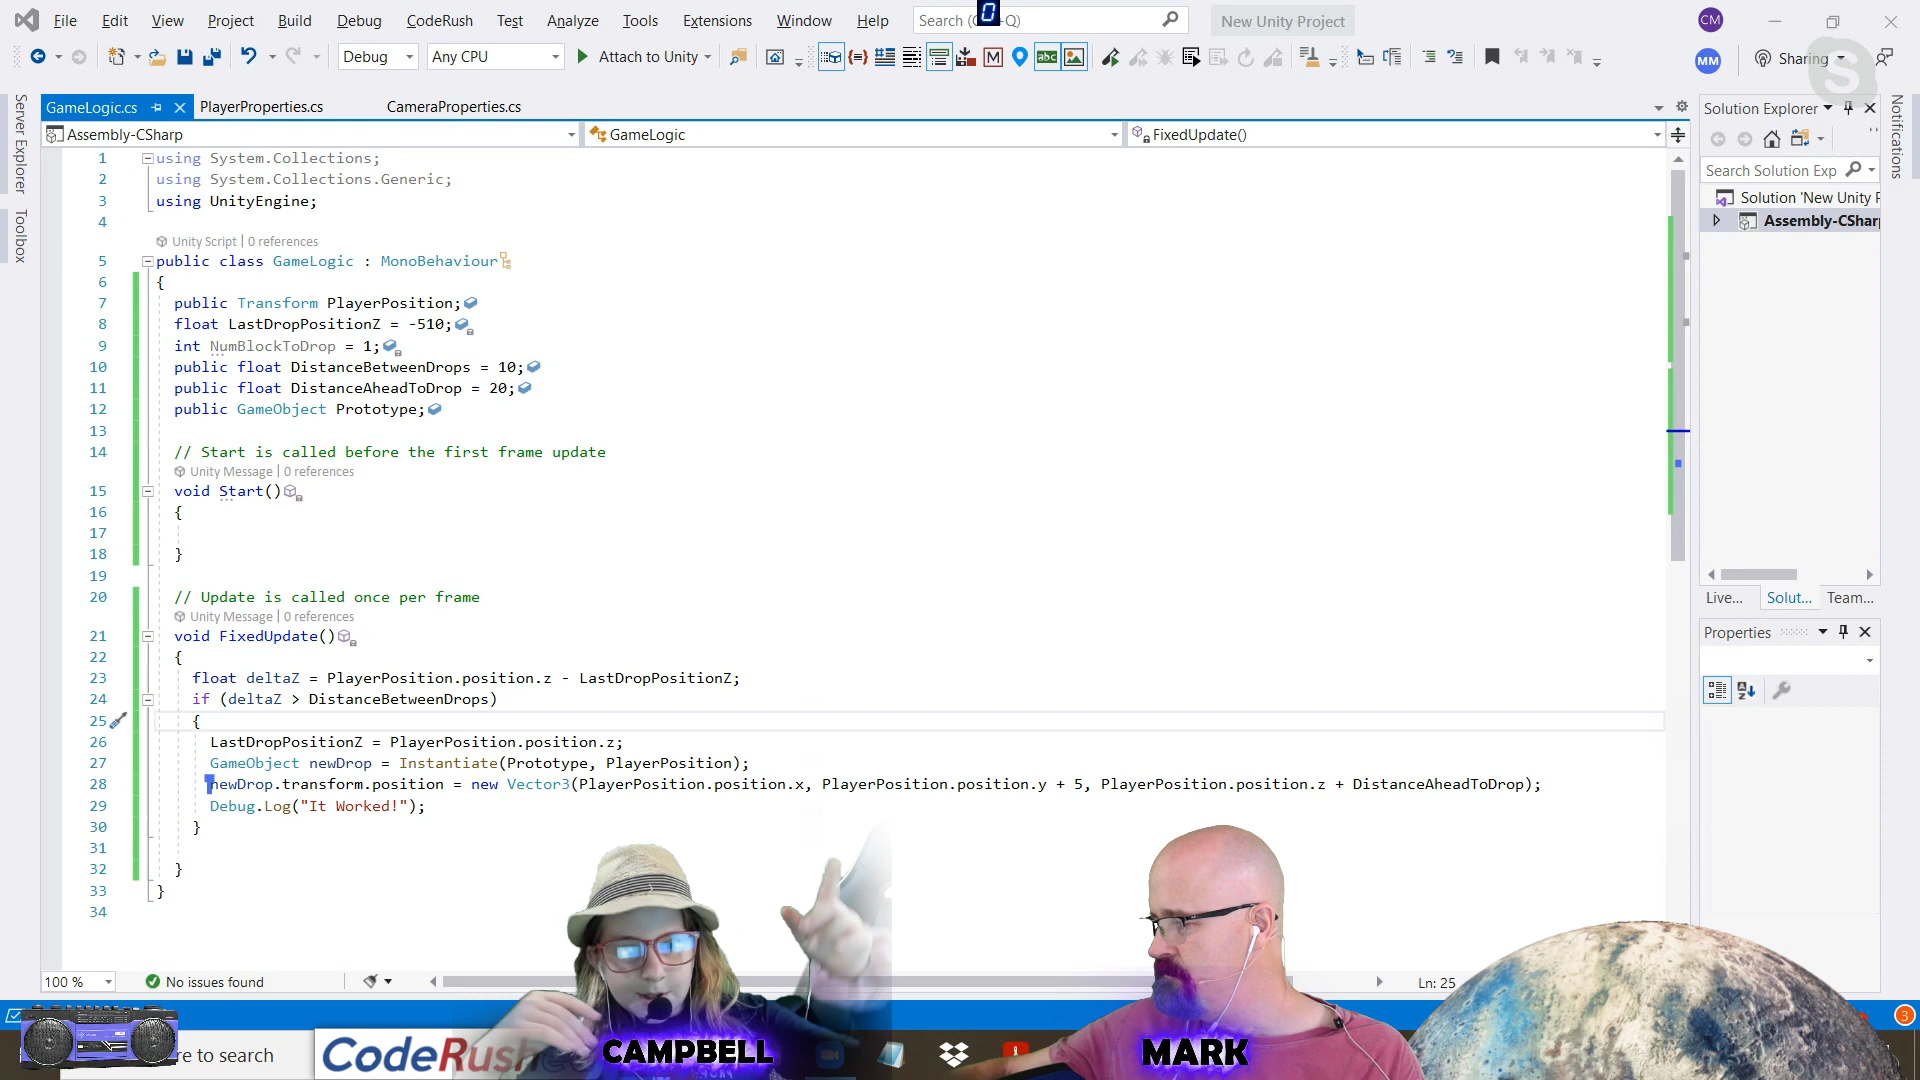 File Edit View Project Build Debug CodeRush Test Analyze Tools Extensions Window Help
Search (
Q)
0
New Unity Project
CM
Debug
Any CPU
Attach to Unity
MM
Sharing
Server Explorer
Toolbox
Notifications
GameLogic.cs
PlayerProperties.cs
CameraProperties.cs
Assembly-CSharp
GameLogic
FixedUpdate()
1 using System.Collections;
2 using System.Collections.Generic;
3 using UnityEngine;
4
Unity Script | 0 references
5 public class GameLogic : MonoBehaviour
6 {
7 public Transform PlayerPosition;
8 float LastDropPositionZ = -510;
9 int NumBlockToDrop = 1;
10 public float DistanceBetweenDrops = 10;
11 public float DistanceAheadToDrop = 20;
12 public GameObject Prototype;
13
14 // Start is called before the first frame update
Unity Message | 0 references
15 void Start()
16 {
17
18 }
19
20 // Update is called once per frame
Unity Message | 0 references
21 void FixedUpdate()
22 {
23 float deltaZ = PlayerPosition.position.z - LastDropPositionZ;
24 if (deltaZ > DistanceBetweenDrops)
25 {
26 LastDropPositionZ = PlayerPosition.position.z;
27 GameObject newDrop = Instantiate(Prototype, PlayerPosition);
28 newDrop.transform.position = new Vector3(PlayerPosition.position.x, PlayerPosition.position.y + 5, PlayerPosition.position.z + DistanceAheadToDrop);
29 Debug.Log("It Worked!");
30 }
31
32 }
33 }
34
Solution Explorer
Search Solution Exp
Solution 'New Unity P
Assembly-CShar
Live...
Solut...
Team...
Properties
100 %
No issues found
Ln: 25
3
re to search
CodeRush
CAMPBELL
MARK